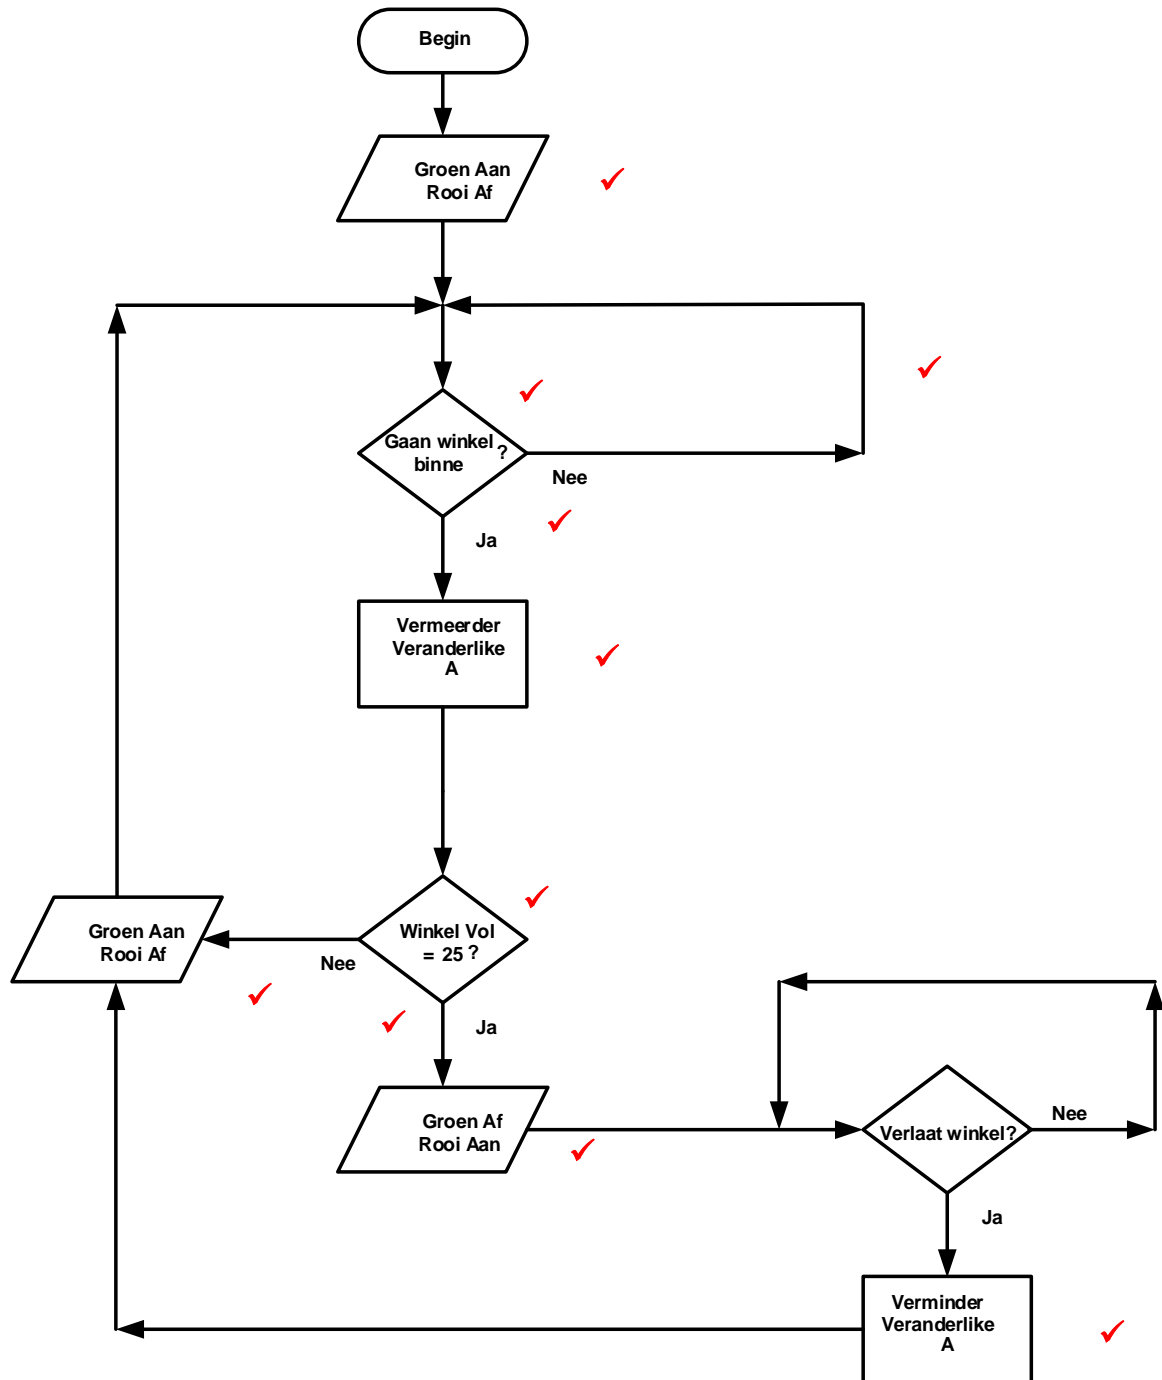 Begin
Groen Aan
Rooi Af
Gaan winkel ?
binne
Nee
Ja
Vermeerder
Veranderlike
A
Winkel Vol
= 25 ?
Nee
Groen Aan
Rooi Af
Ja
Groen Af
Rooi Aan
Verlaat winkel?
Nee
Ja
Verminder
Veranderlike
A